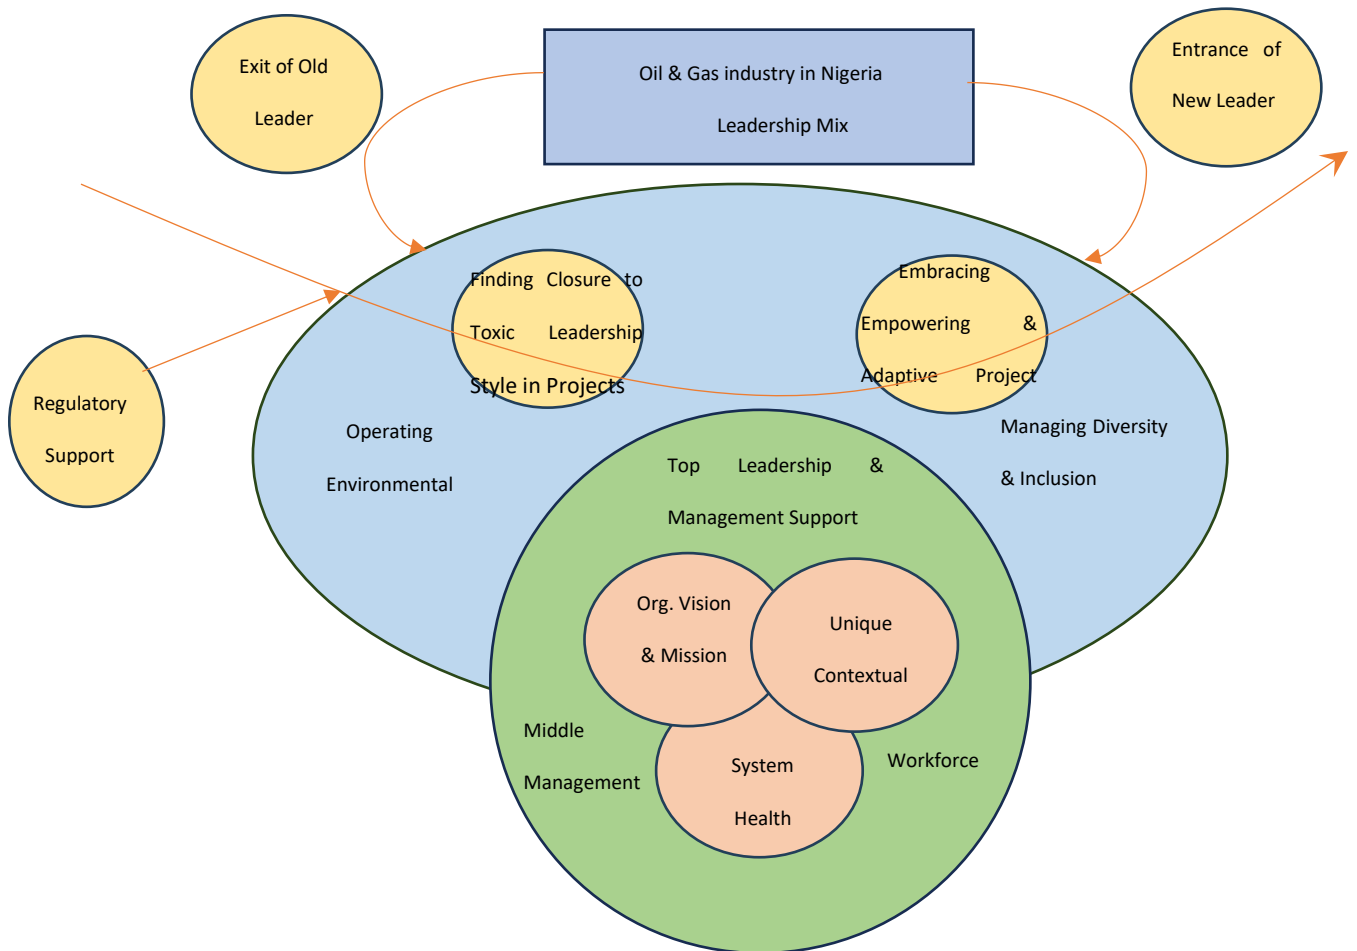 Exit of Old
Leader
Oil & Gas industry in Nigeria
Leadership Mix
Entrance of
New Leader
Finding Closure to
Toxic Leadership
Style in Projects
Embracing
Empowering &
Adaptive Project
Regulatory
Support
Operating
Environmental
Managing Diversity
& Inclusion
Top Leadership &
Management Support
Org. Vision
& Mission
Unique
Contextual
Middle
Management
System
Health
Workforce